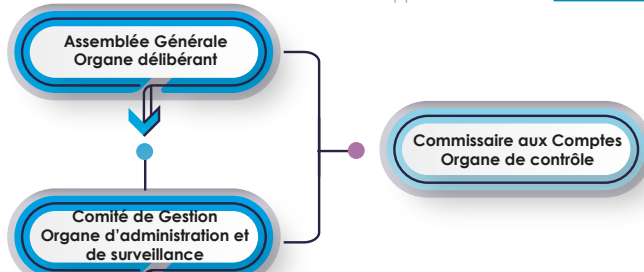 Assemblée Générale
Organe délibérant
Commissaire aux Comptes
Organe de contrôle
Comité de Gestion
Organe d'administration et
de surveillance